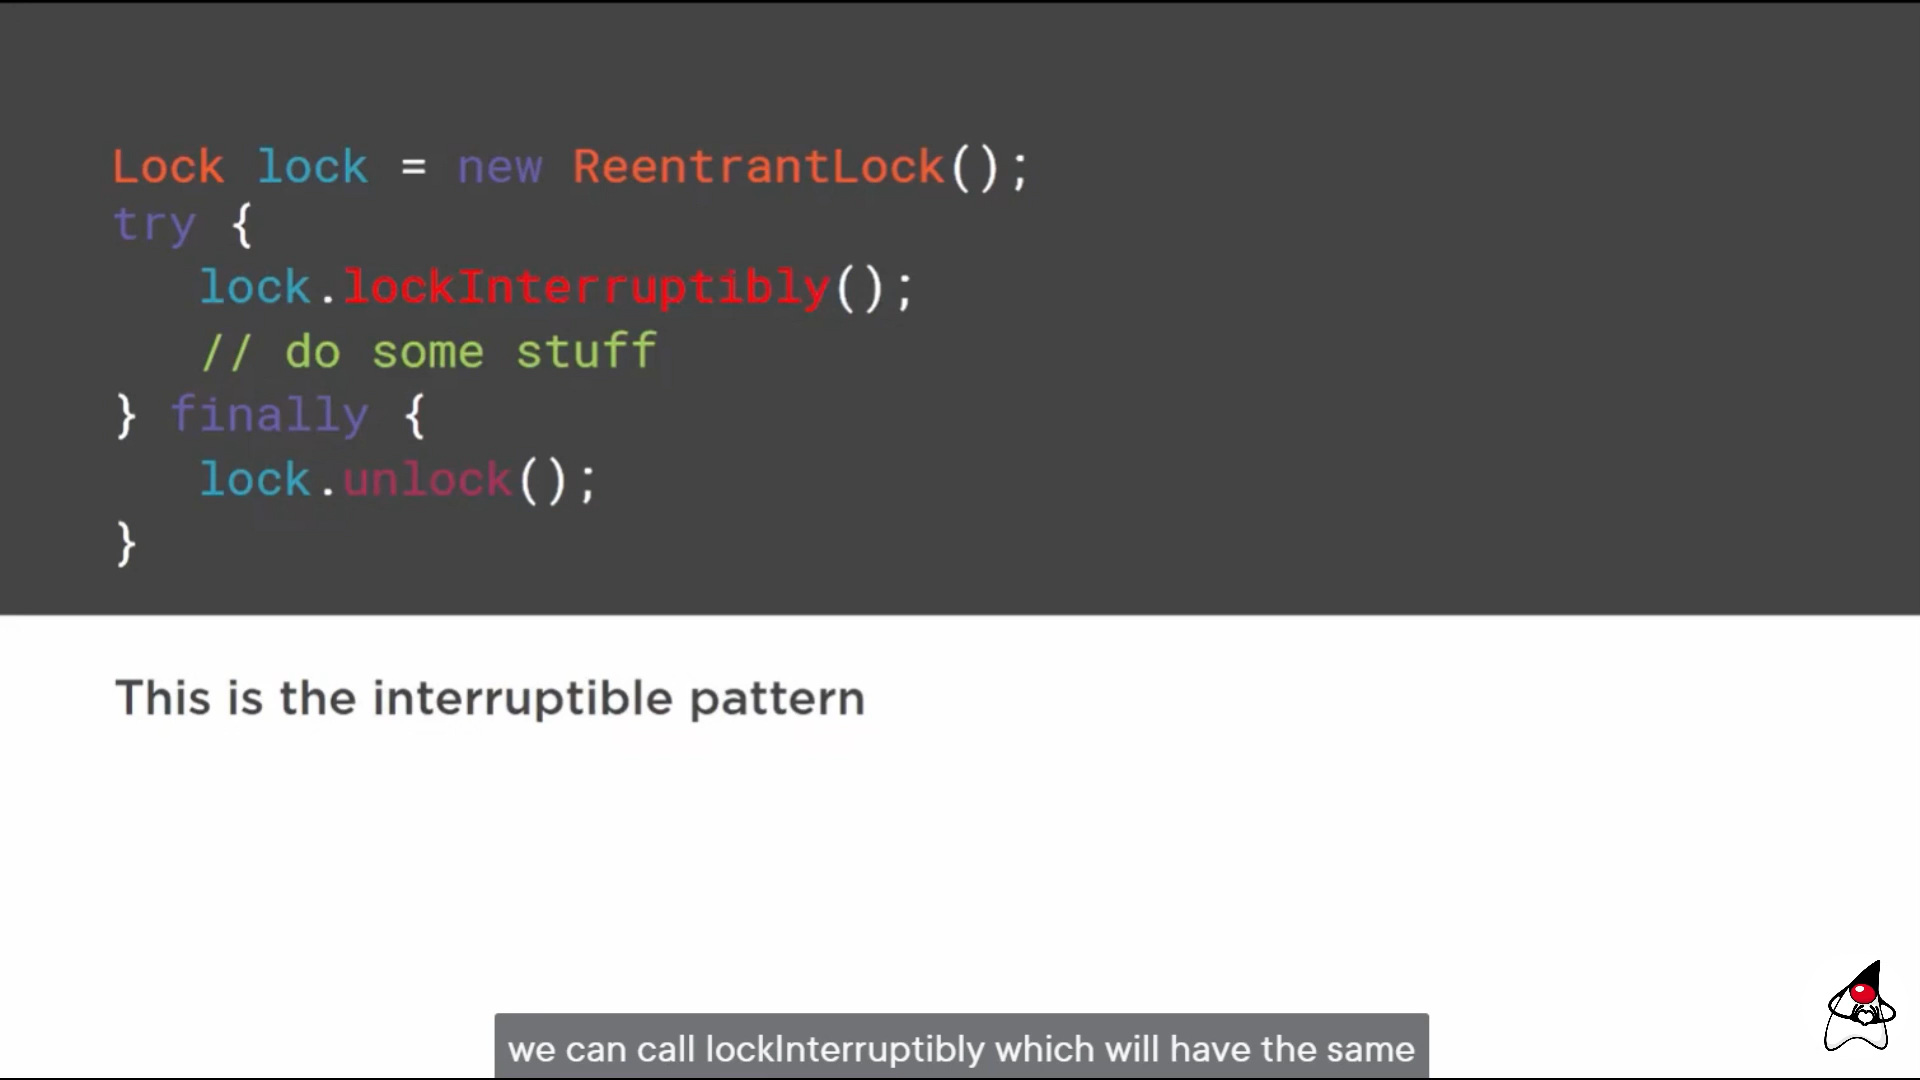 Lock lock = new ReentrantLock();
try {
   lock.lockInterruptibly();
   // do some stuff
} finally {
   lock.unlock();
}
This is the interruptible pattern
we can call lockInterruptibly which will have the same